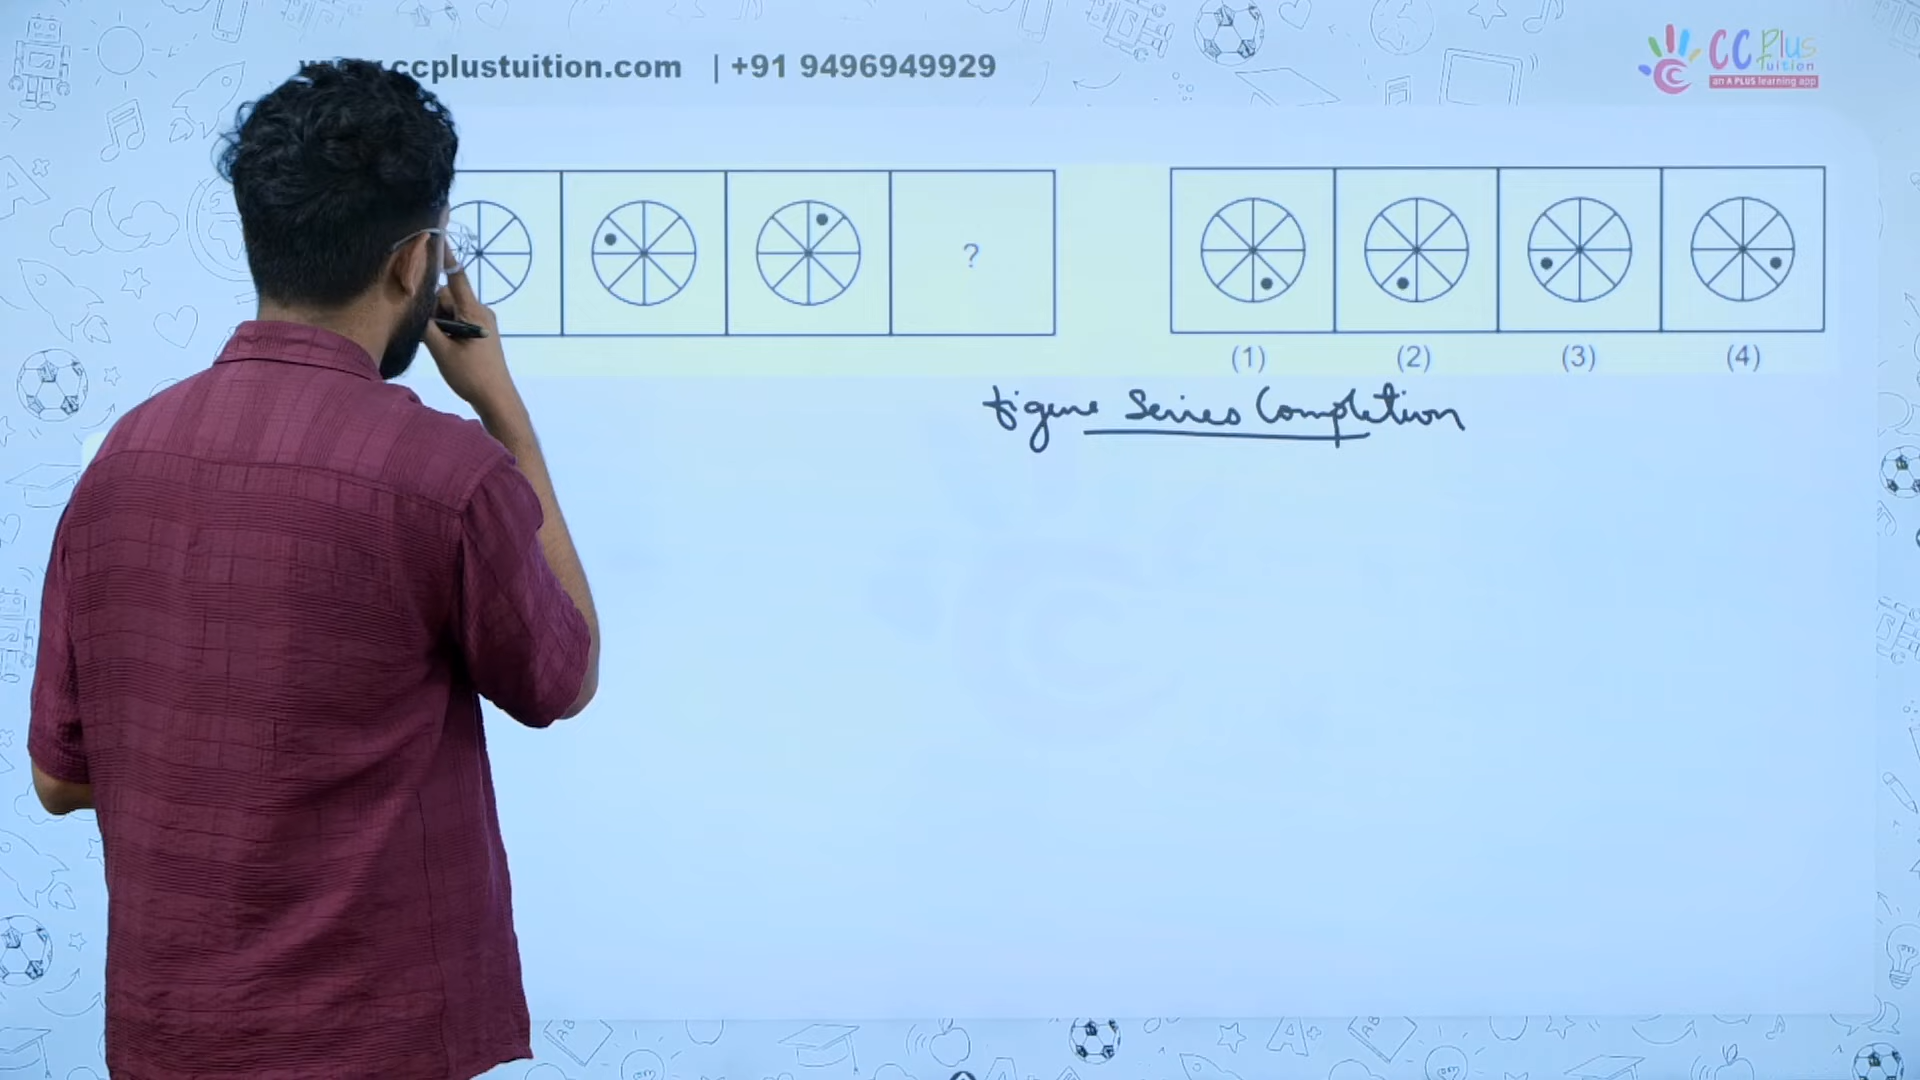 ccplustuition.com | +91 9496949929
CC Plus
Tuition
an A PLUS learning app
?
(1) (2) (3) (4)
figure Series Completion